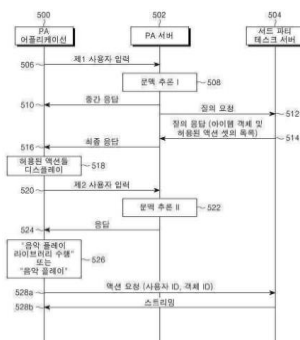 500
502
504
PA
어플리케이션
PA 서버
서드 파티
태스크 서버
506
제1 사용자 입력
문맥 추론 I
508
510
중간 응답
질의 요청
512
질의 응답 (아이템 객체 및
허용된 액션 셋의 목록)
514
516
최종 응답
허용된 액션들
디스플레이
518
520
제2 사용자 입력
문맥 추론 II
522
524
응답
"음악 플레이
라이브러리 수행"
또는
"음악 플레이"
526
528a
액션 요청 (사용자 ID, 객체 ID)
528b
스트리밍